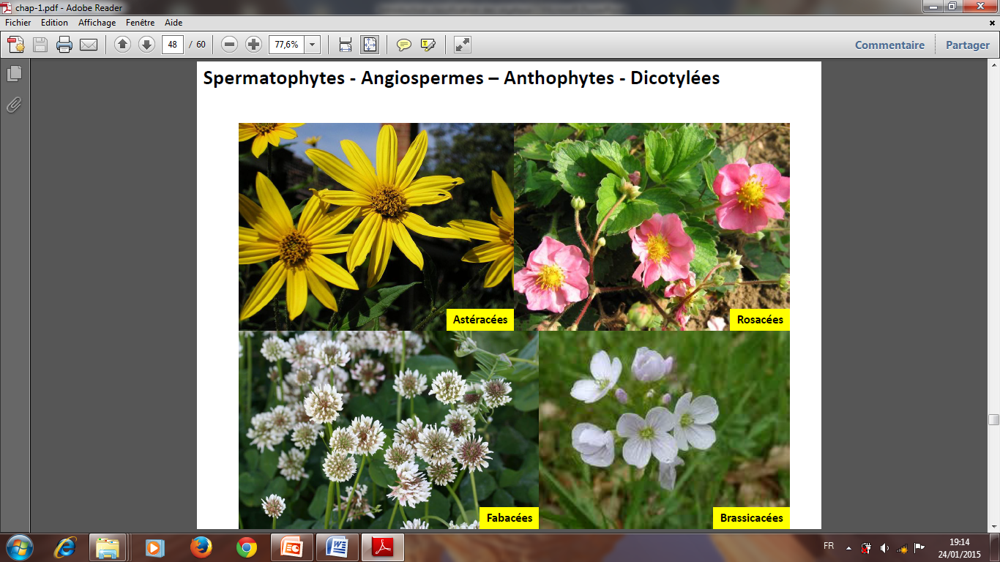 chap-1.pdf - Adobe Reader
Fichier Edition Affichage Fenêtre Aide
48 / 60 77,6% Commentaire Partager
Spermatophytes - Angiospermes – Anthophytes - Dicotylées
Astéracées
Rosacées
Fabacées
Brassicacées
FR 19:14
24/01/2015